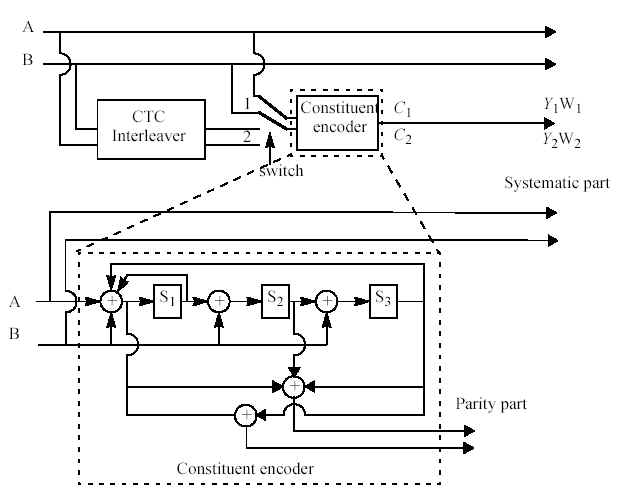 A
B
CTC
Interleaver
1
2
switch
Constituent
encoder
C₁
C₂
Y₁W₁
Y₂W₂
Systematic part
A
B
+
S₁
+
S₂
+
S₃
+
+
Parity part
Constituent encoder